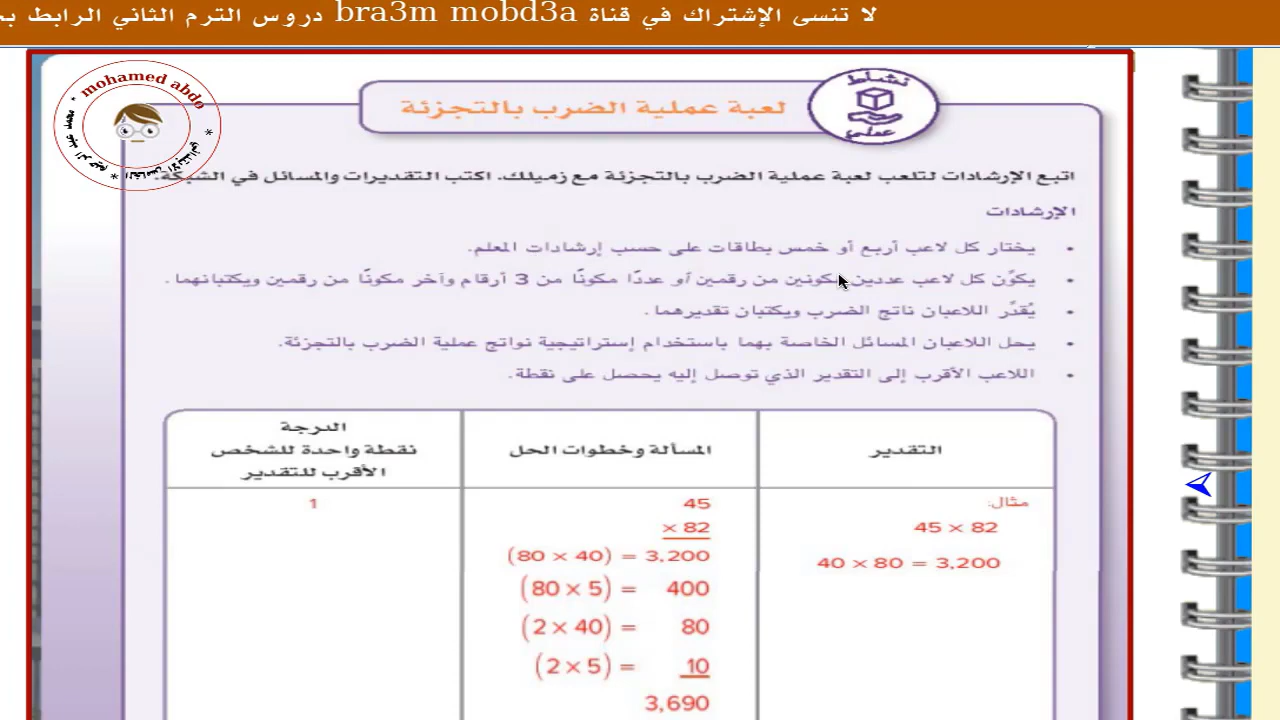 لا تنسى الإشتراك في قناة bra3m mobd3a دروس الترم الثاني الرابط
mohamed abdo
نشاط
عملي
لعبة عملية الضرب بالتجزئة
اتبع الإرشادات لتلعب لعبة عملية الضرب بالتجزئة مع زميلك. اكتب التقديرات والمسائل في الشبكة.
الإرشادات
• يختار كل لاعب أربع أو خمس بطاقات على حسب إرشادات المعلم.
• يكوِّن كل لاعب عددين يكونين من رقمين أو عددًا مكونًا من 3 أرقام وآخر مكونًا من رقمين ويكتبانهما.
• يُقدِّر اللاعبان ناتج الضرب ويكتبان تقديرهما.
• يحل اللاعبان المسائل الخاصة بهما باستخدام إستراتيجية نواتج عملية الضرب بالتجزئة.
• اللاعب الأقرب إلى التقدير الذي توصل إليه يحصل على نقطة.
التقدير
المسألة وخطوات الحل
الدرجة
نقطة واحدة للشخص
الأقرب للتقدير
مثال:
45 × 82
40 × 80 = 3,200
45
× 82
(80 × 40) = 3,200
(80 × 5) = 400
(2 × 40) = 80
(2 × 5) = 10
3,690
1